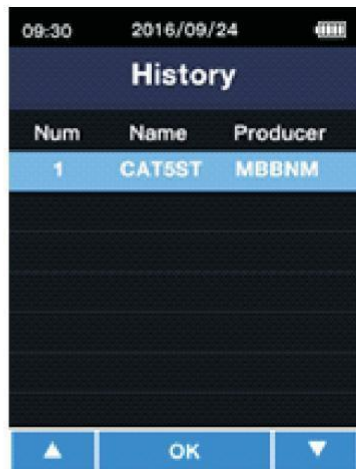 09:30 2016/09/24
History
Num Name Producer
1 CAT5ST MBBNM
OK